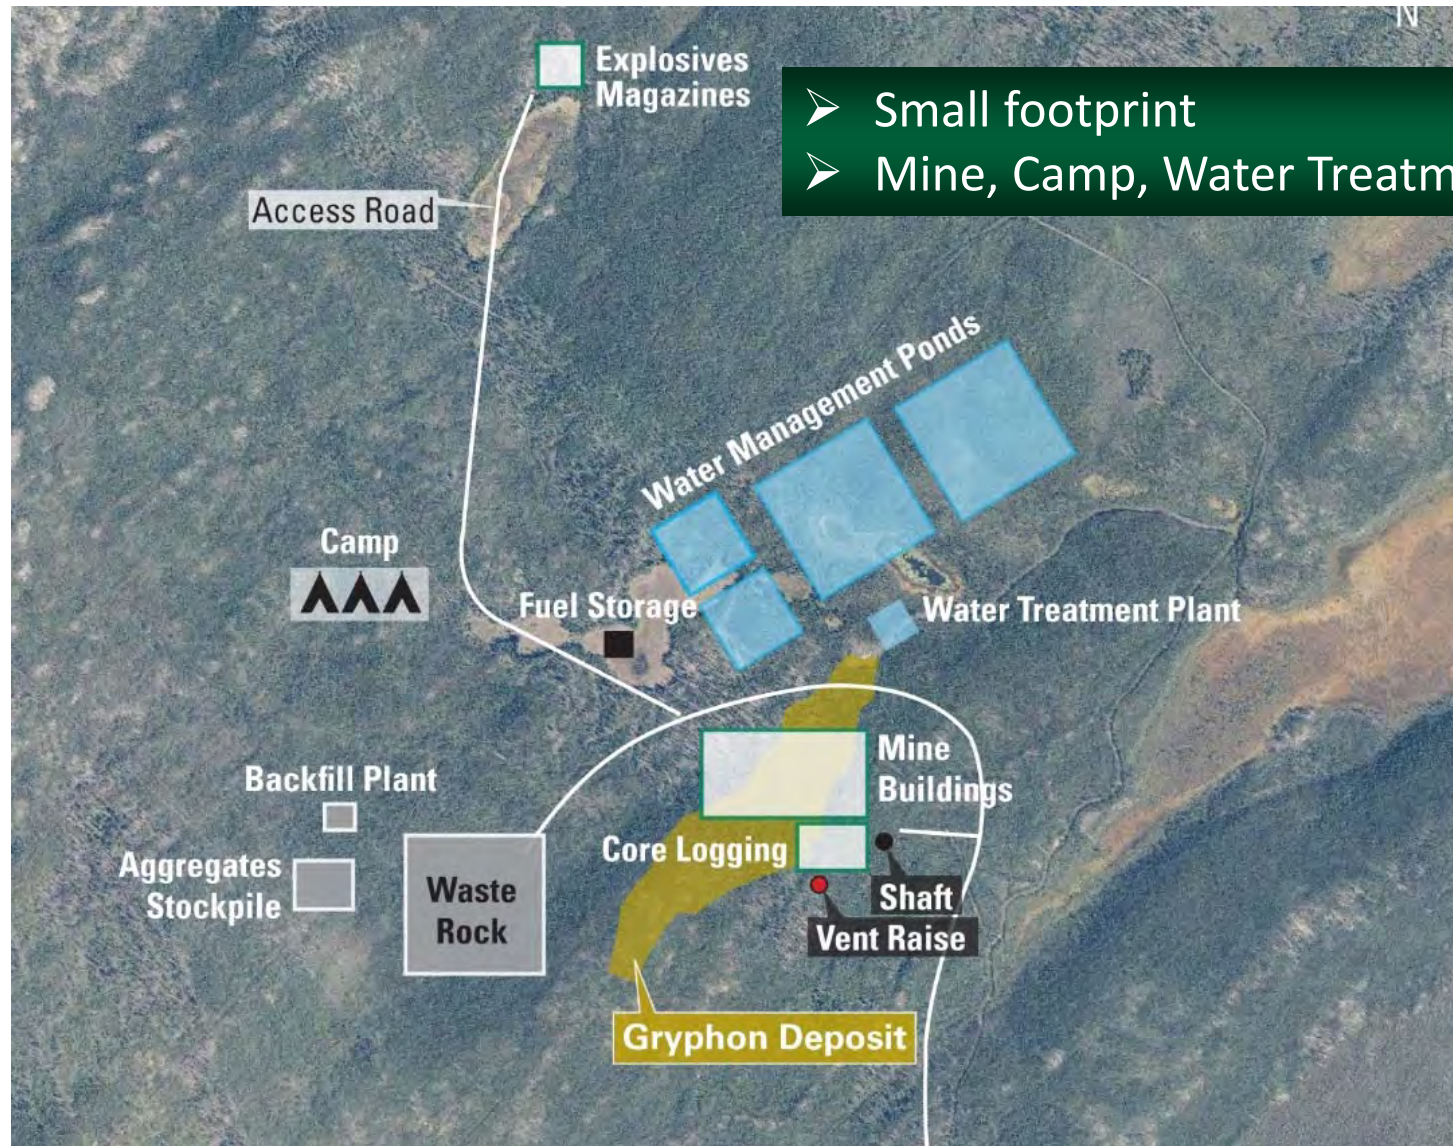 N
Explosives
Magazines
➢ Small footprint
➢ Mine, Camp, Water
Access Road
Water Management Ponds
Camp
Fuel Storage
Water Treatment Plant
Mine
Buildings
Backfill Plant
Core Logging
Aggregates
Stockpile
Waste
Rock
Shaft
Vent Raise
Gryphon Deposit